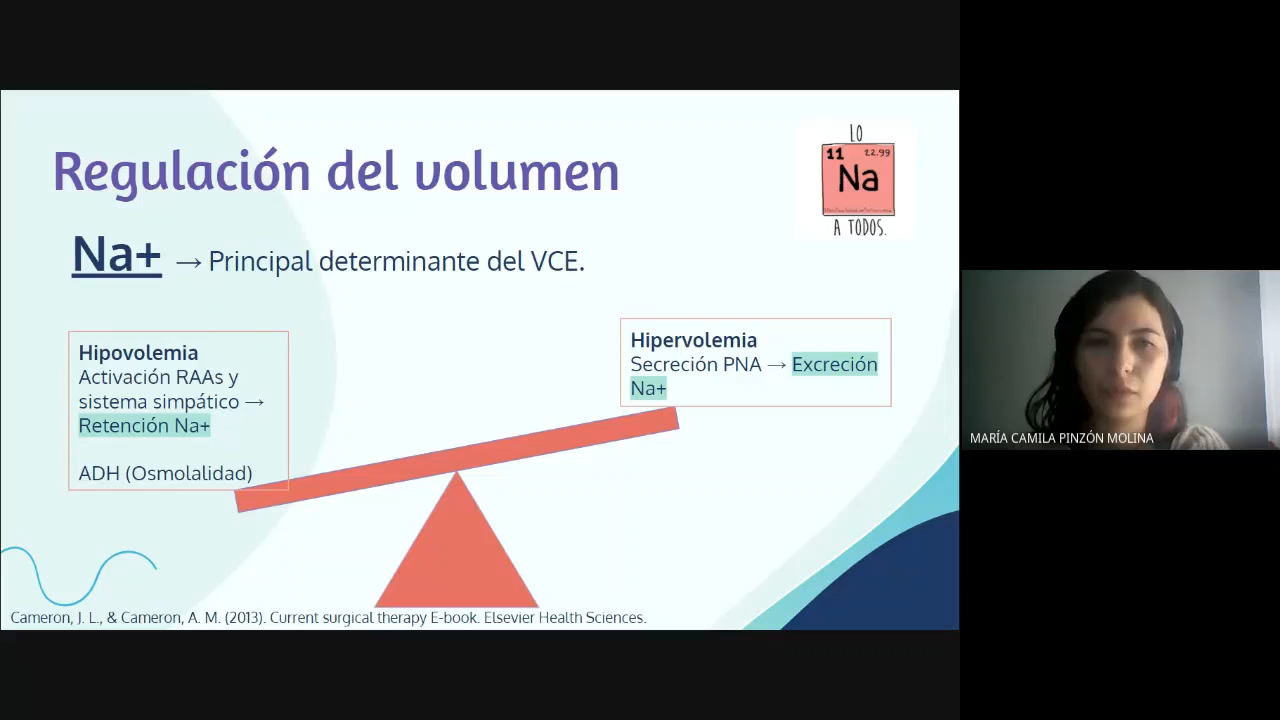 Regulación del volumen
LO
11 22.99
Na
A TODOS.
Na+ → Principal determinante del VCE.
Hipovolemia
Activación RAAs y
sistema simpático →
Retención Na+
ADH (Osmolalidad)
Hipervolemia
Secreción PNA → Excreción
Na+
Cameron, J. L., & Cameron, A. M. (2013). Current surgical therapy E-book. Elsevier Health Sciences.
MARÍA CAMILA PINZÓN MOLINA